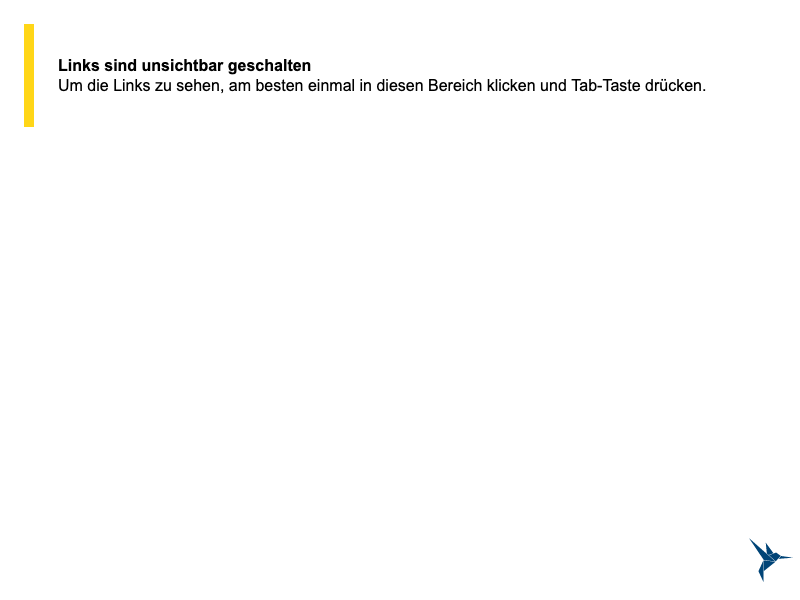 Links sind unsichtbar geschalten
Um die Links zu sehen, am besten einmal in diesen Bereich klicken und Tab-Taste drücken.